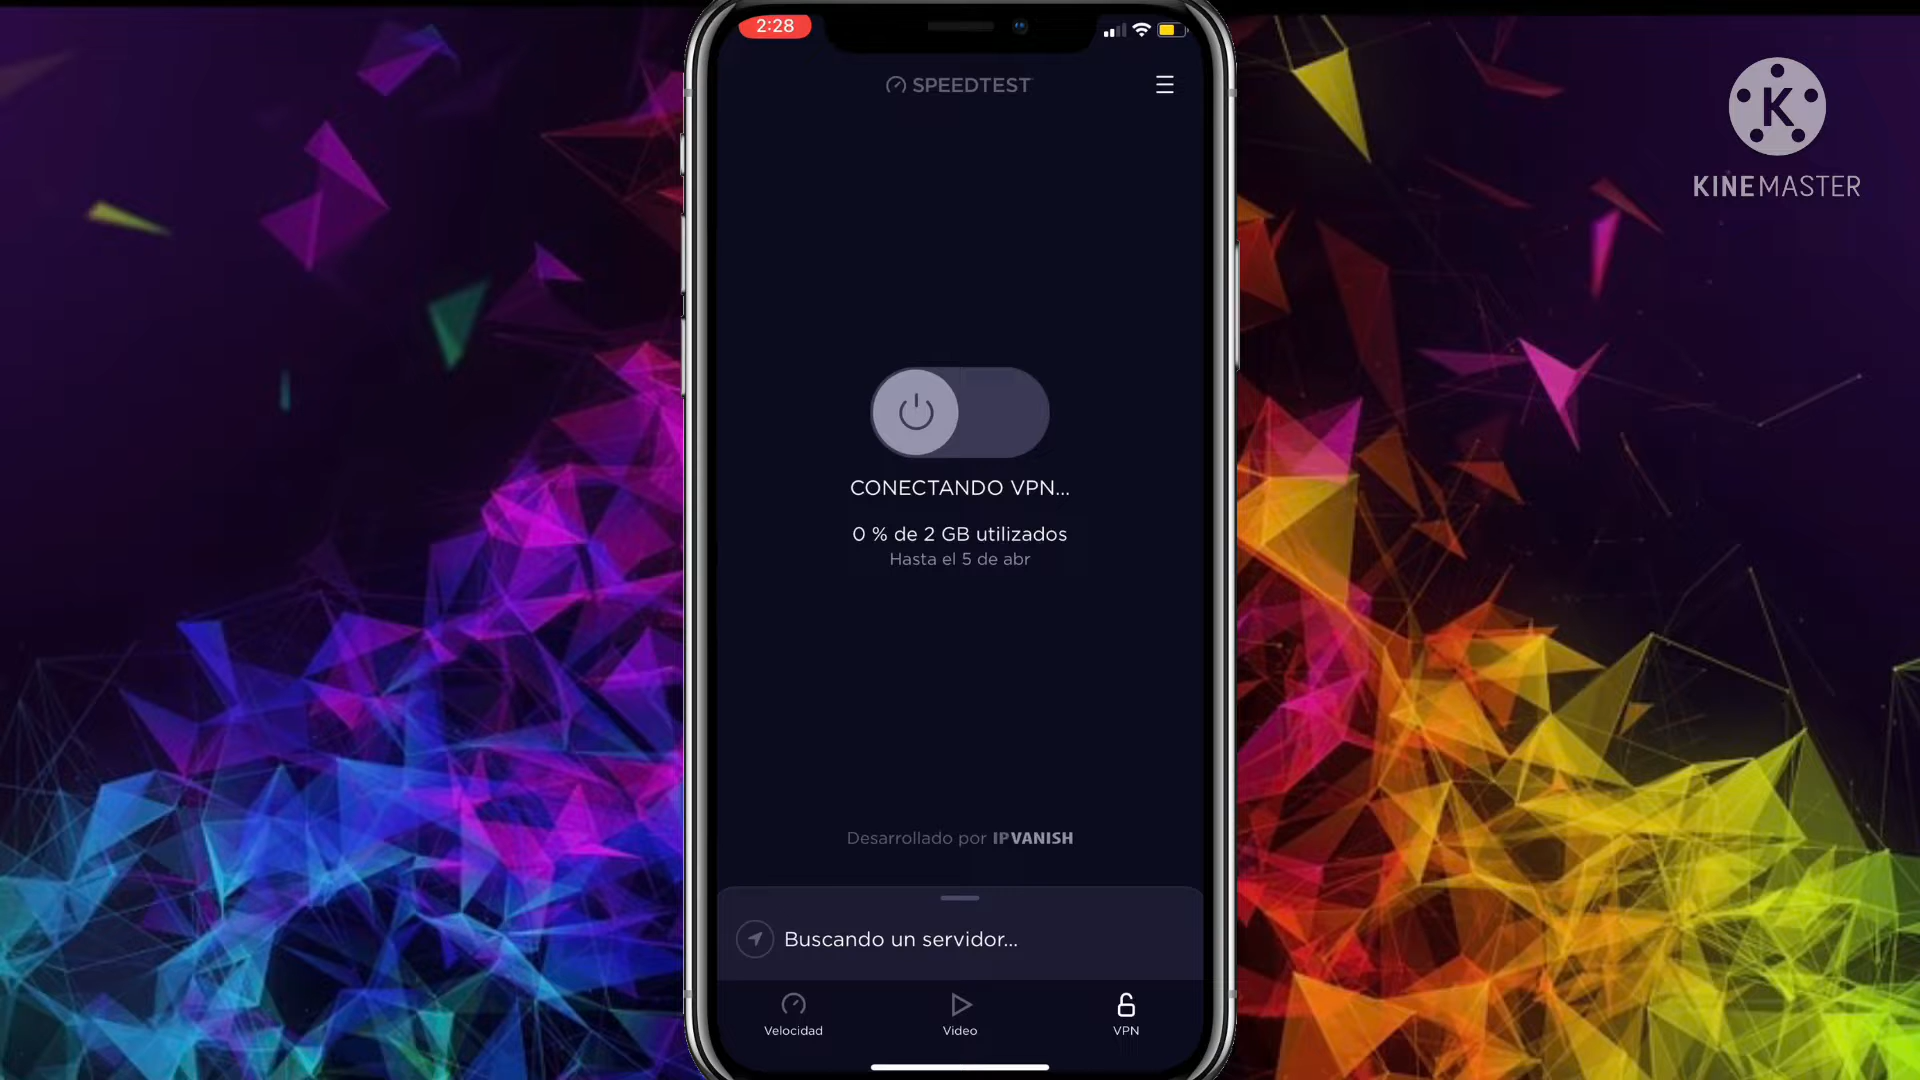 2:28
SPEEDTEST
K
KINEMASTER
CONECTANDO VPN...
0 % de 2 GB utilizados
Hasta el 5 de abr
Desarrollado por IPVANISH
Buscando un servidor...
Velocidad
Video
VPN